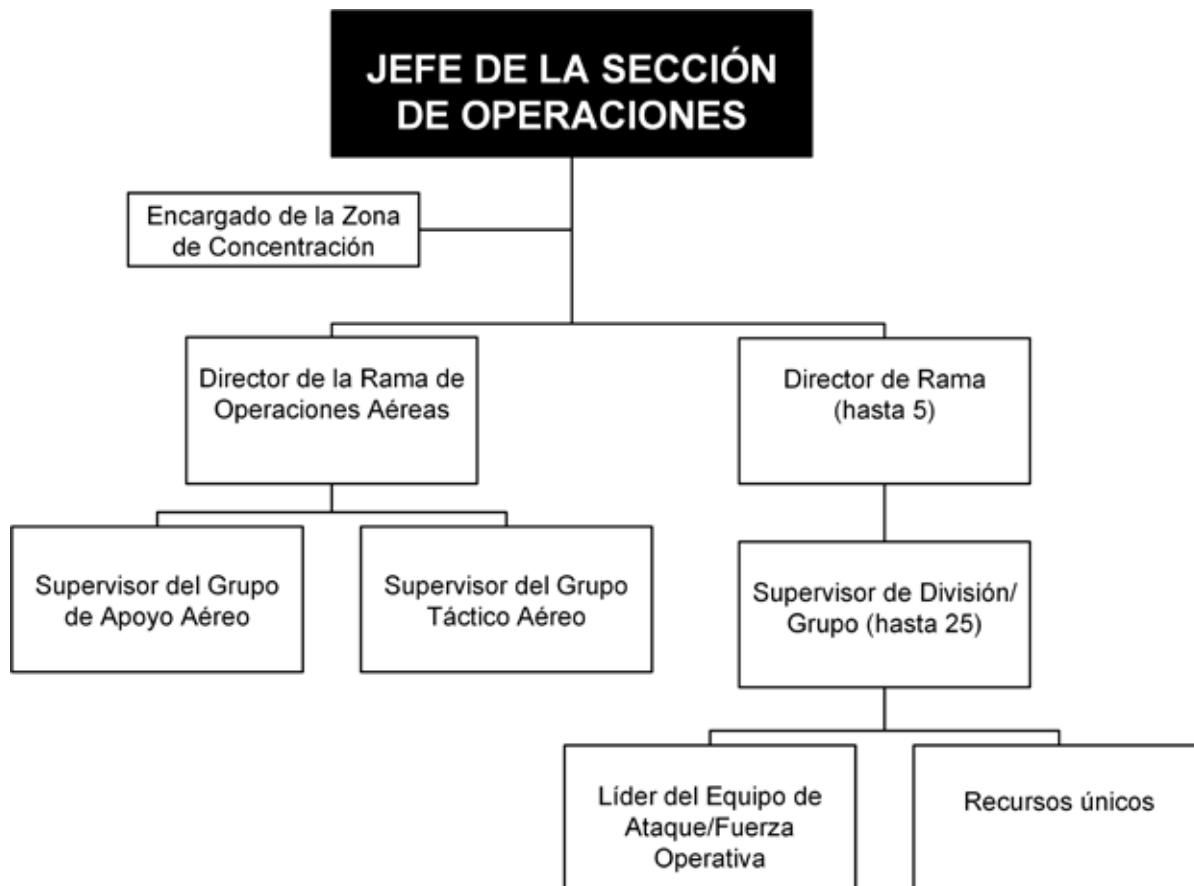 JEFE DE LA SECCIÓN
DE OPERACIONES
Encargado de la Zona
de Concentración
Director de la Rama de
Operaciones Aéreas
Director de Rama
(hasta 5)
Supervisor del Grupo
de Apoyo Aéreo
Supervisor del Grupo
Táctico Aéreo
Supervisor de División/
Grupo (hasta 25)
Líder del Equipo de
Ataque/Fuerza
Operativa
Recursos únicos